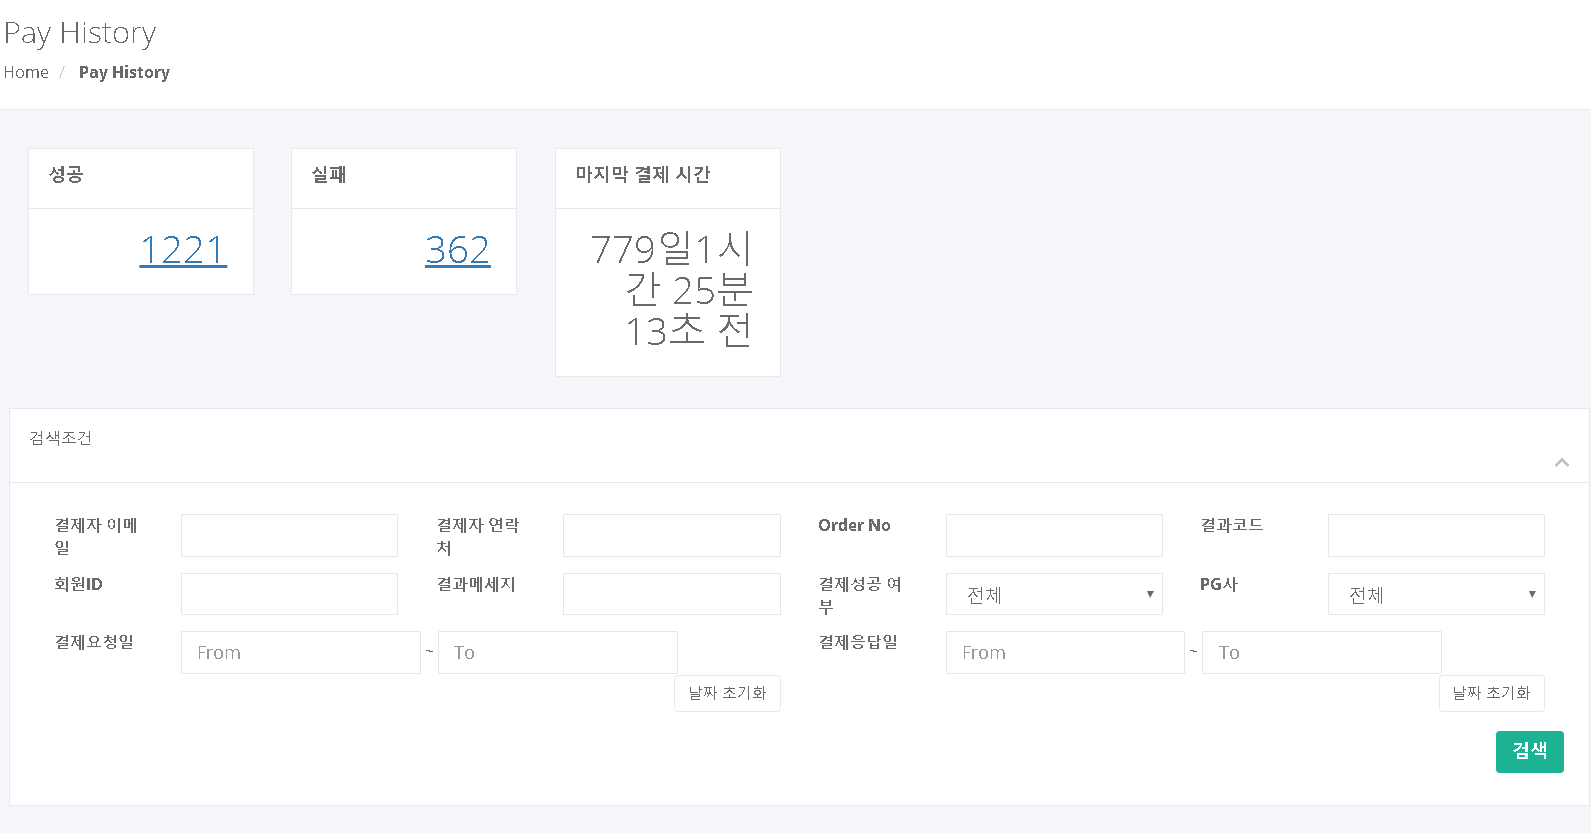 Pay History
Home / Pay History
성공
실패
마지막 결제 시간
1221
362
779일1시
간 25분
13초 전
검색조건
결제자 이메
일
결제자 연락
처
Order No
결과코드
회원ID
결과메세지
결제성공 여
부
전체
PG사
전체
결제요청일
From ~ To
날짜 초기화
결제응답일
From ~ To
날짜 초기화
검색